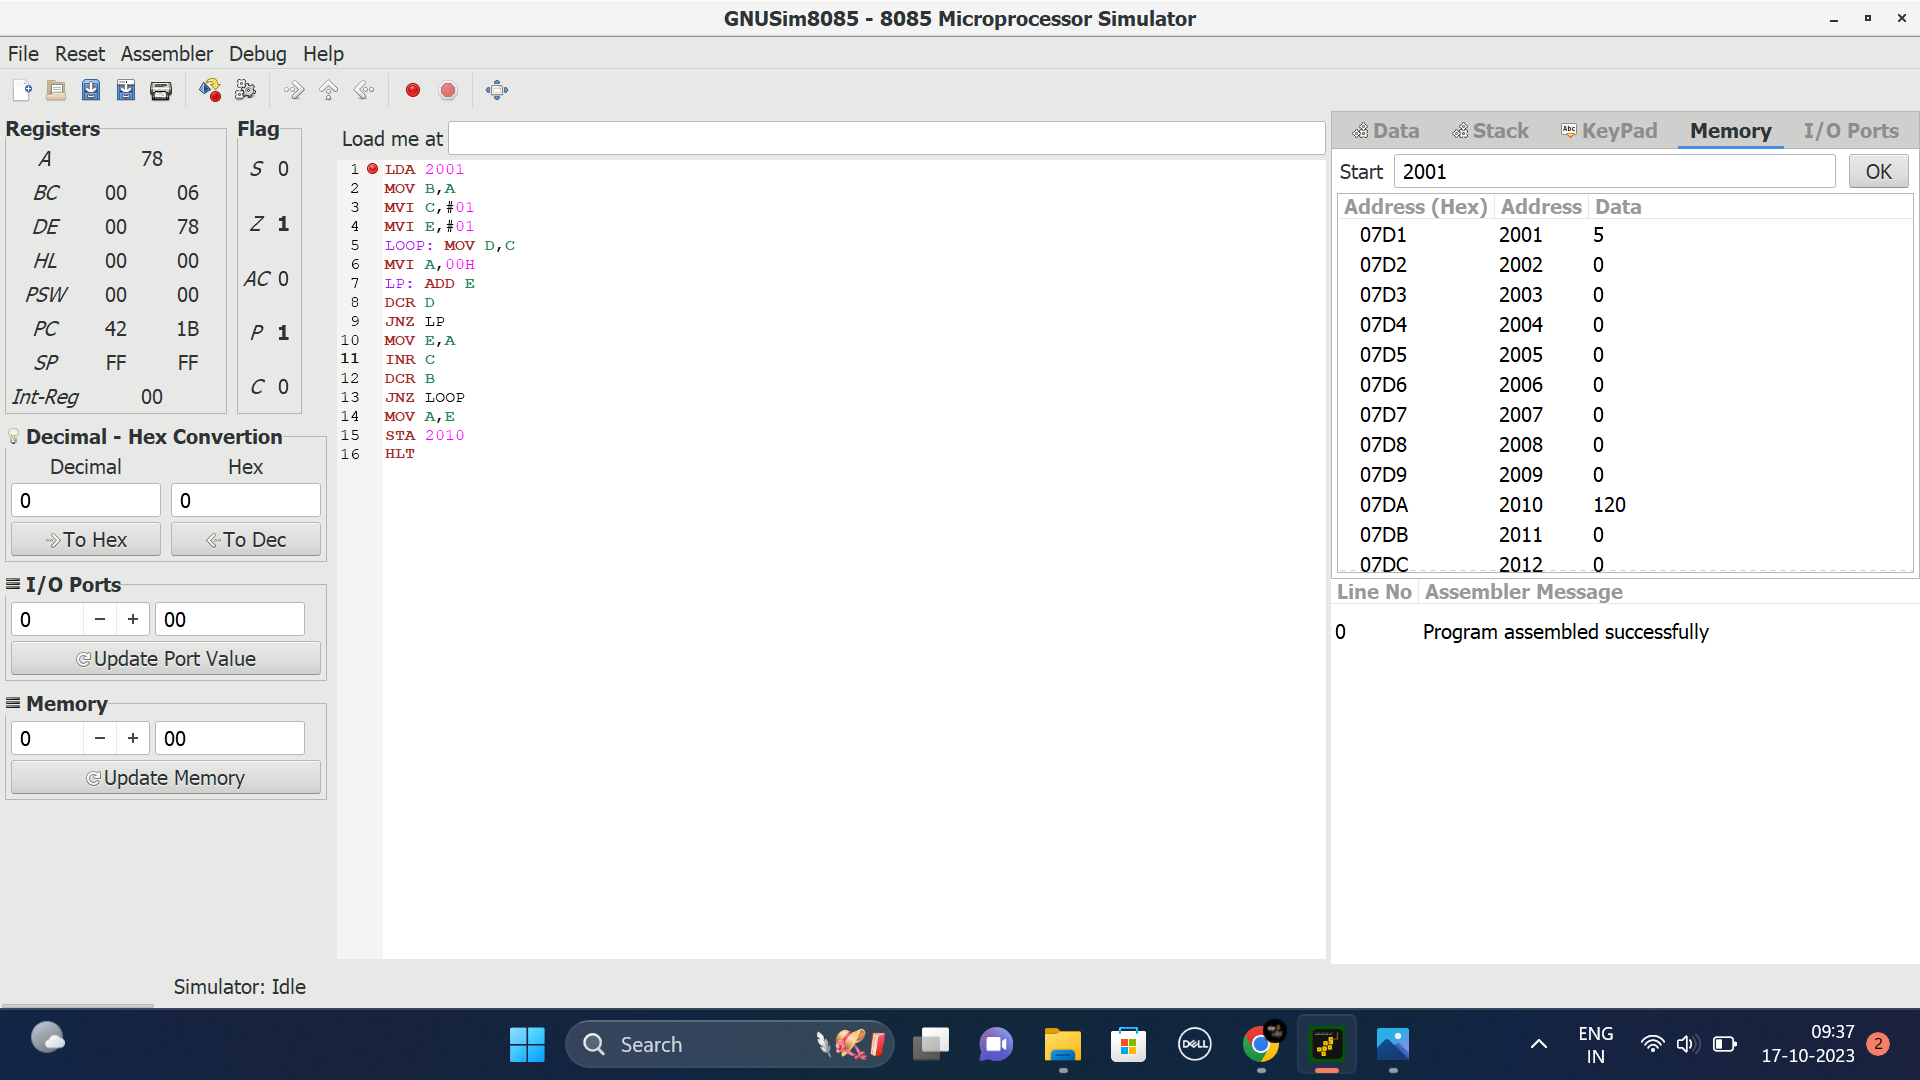 GNUSim8085 - 8085 Microprocessor Simulator
File Reset Assembler Debug Help
Registers
A 78
BC 00 06
DE 00 78
HL 00 00
PSW 00 00
PC 42 1B
SP FF FF
Int-Reg 00
Flag
S 0
Z 1
AC 0
P 1
C 0
Decimal - Hex Convertion
Decimal Hex
0 0
To Hex To Dec
I/O Ports
0 − + 00
Update Port Value
Memory
0 − + 00
Update Memory
Simulator: Idle
Load me at
1 LDA 2001
2 MOV B,A
3 MVI C,#01
4 MVI E,#01
5 LOOP: MOV D,C
6 MVI A,00H
7 LP: ADD E
8 DCR D
9 JNZ LP
10 MOV E,A
11 INR C
12 DCR B
13 JNZ LOOP
14 MOV A,E
15 STA 2010
16 HLT
Data Stack Abc KeyPad Memory I/O Ports
Start 2001 OK
Address (Hex) Address Data
07D1 2001 5
07D2 2002 0
07D3 2003 0
07D4 2004 0
07D5 2005 0
07D6 2006 0
07D7 2007 0
07D8 2008 0
07D9 2009 0
07DA 2010 120
07DB 2011 0
07DC 2012 0
Line No Assembler Message
0 Program assembled successfully
Search
DELL
ENG
IN
09:37
17-10-2023
2